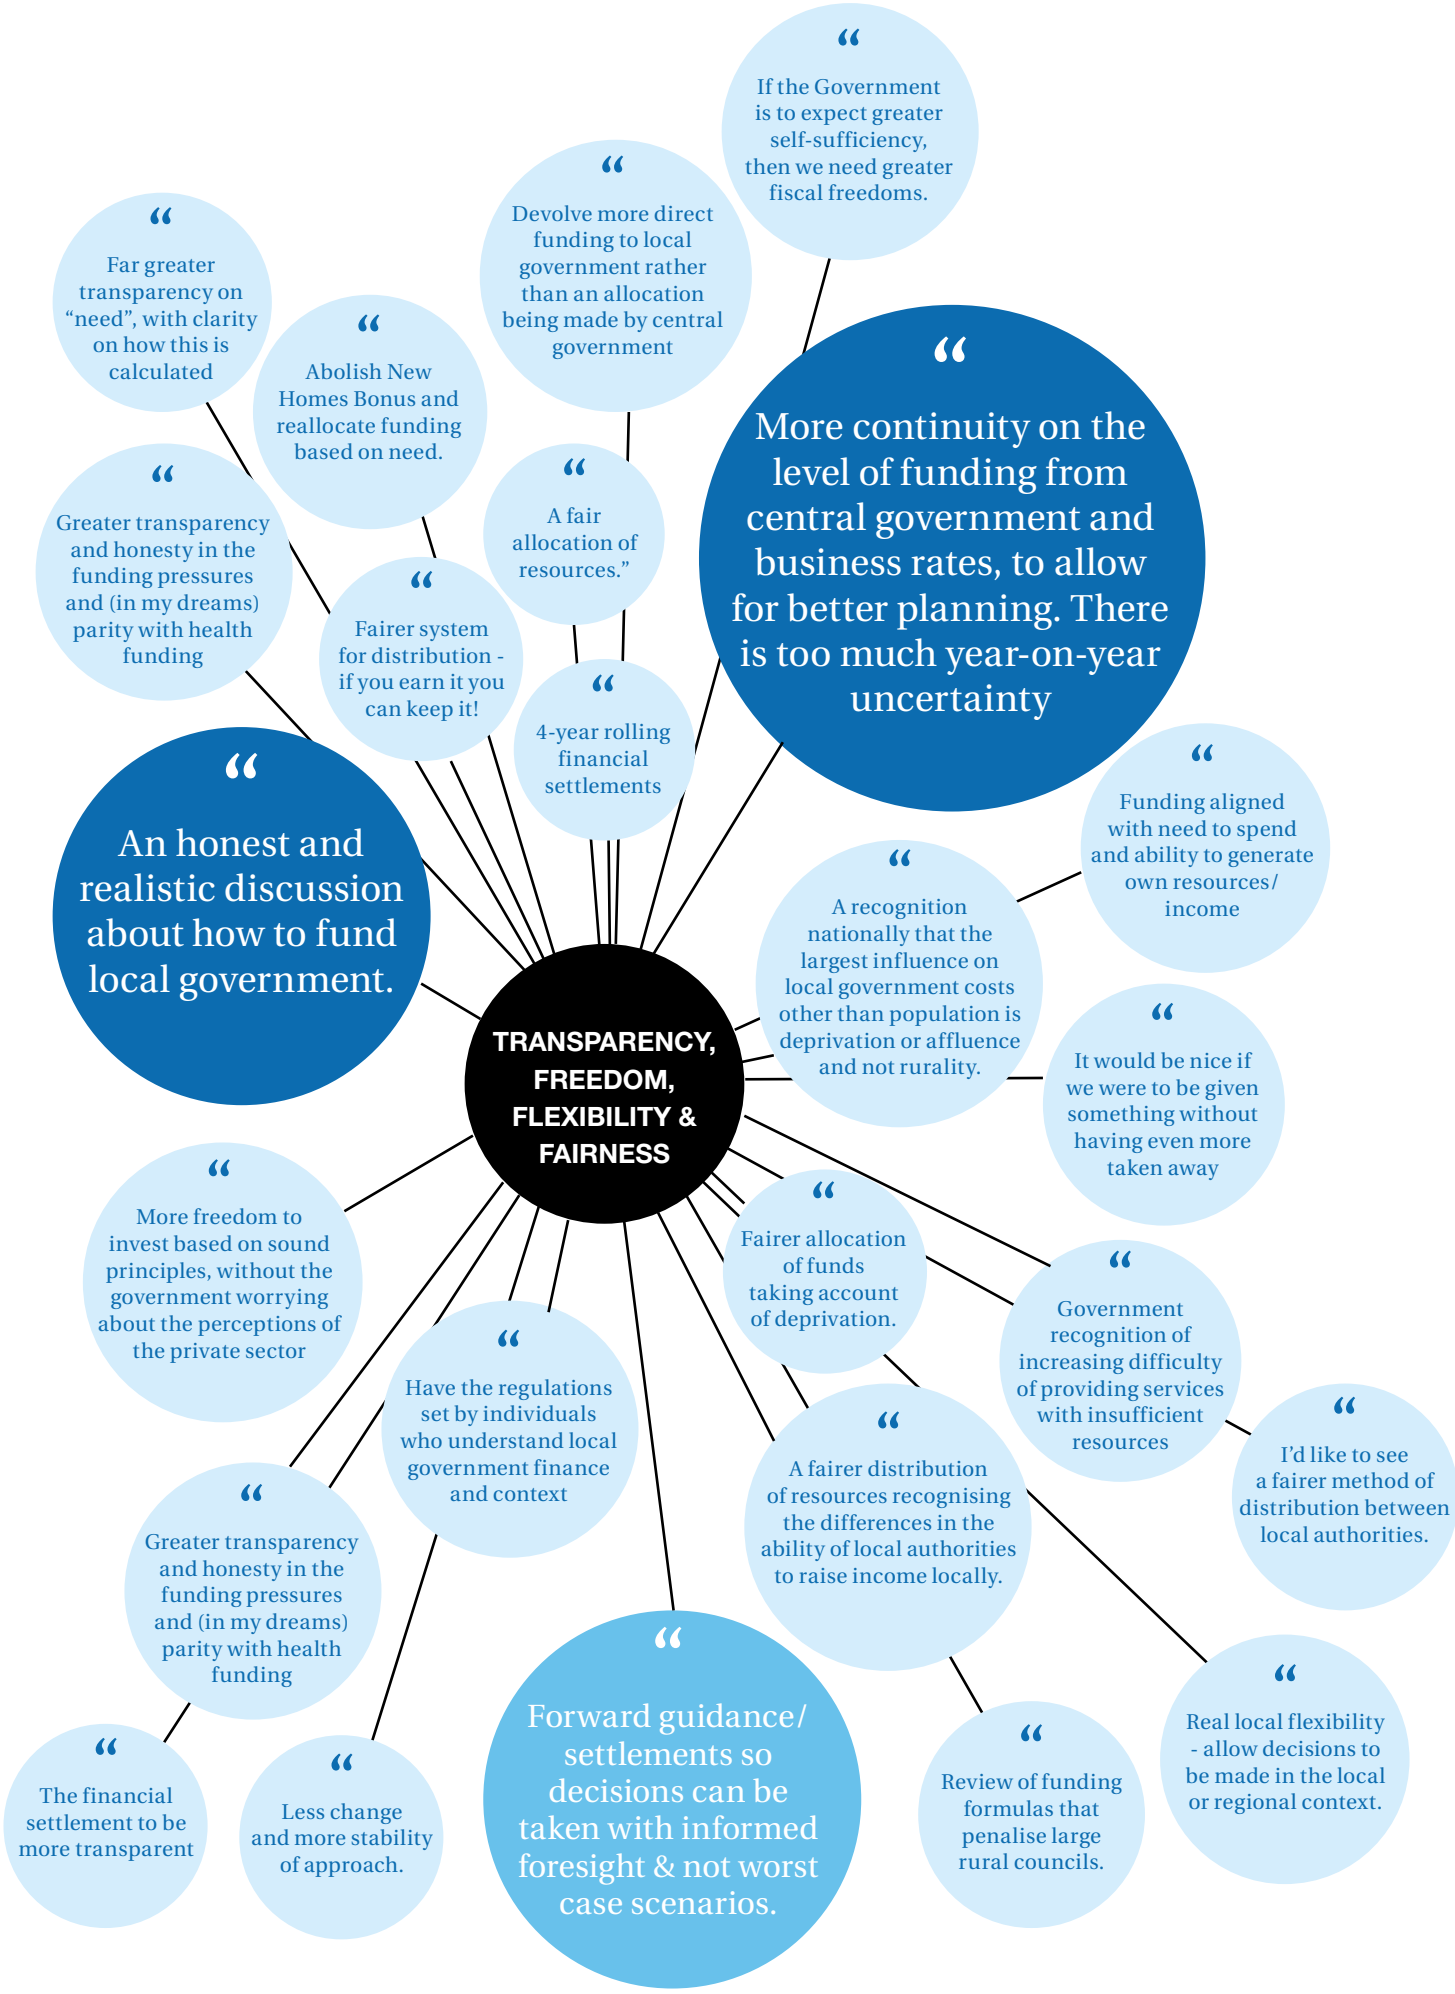 “
If the Government
is to expect greater
self-sufficiency,
then we need greater
fiscal freedoms.
“
Devolve more direct
funding to local
government rather
than an allocation
being made by central
government
“
Far greater
transparency on
“need”, with clarity
on how this is
calculated
“
Abolish New
Homes Bonus and
reallocate funding
based on need.
“
More continuity on the
level of funding from
central government and
business rates, to allow
for better planning. There
is too much year-on-year
uncertainty
“
Greater transparency
and honesty in the
funding pressures
and (in my dreams)
parity with health
funding
“
A fair
allocation of
resources.”
“
Fairer system
for distribution -
if you earn it you
can keep it!
“
4-year rolling
financial
settlements
“
An honest and
realistic discussion
about how to fund
local government.
“
Funding aligned
with need to spend
and ability to generate
own resources/
income
“
A recognition
nationally that the
largest influence on
local government costs
other than population is
deprivation or affluence
and not rurality.
“
It would be nice if
we were to be given
something without
having even more
taken away
TRANSPARENCY,
FREEDOM,
FLEXIBILITY &
FAIRNESS
“
More freedom to
invest based on sound
principles, without the
government worrying
about the perceptions of
the private sector
“
Fairer allocation
of funds
taking account
of deprivation.
“
Government
recognition of
increasing difficulty
of providing services
with insufficient
resources
“
Have the regulations
set by individuals
who understand local
government finance
and context
“
A fairer distribution
of resources recognising
the differences in the
ability of local authorities
to raise income locally.
“
I’d like to see
a fairer method of
distribution between
local authorities.
“
Greater transparency
and honesty in the
funding pressures
and (in my dreams)
parity with health
funding
“
Forward guidance/
settlements so
decisions can be
taken with informed
foresight & not worst
case scenarios.
“
Real local flexibility
- allow decisions to
be made in the local
or regional context.
“
The financial
settlement to be
more transparent
“
Less change
and more stability
of approach.
“
Review of funding
formulas that
penalise large
rural councils.